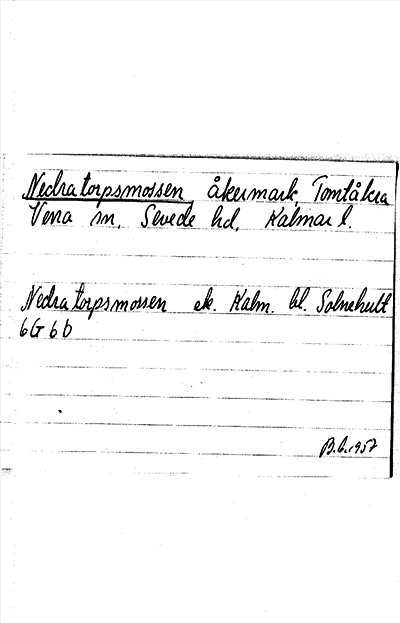 Nedra torpsmossen åkermark, Tomtåkra
Vena sn, Sevede hd, Kalmar l.
Nedra torpsmossen ek. Kalm. bl. Solnehult
6G 6b
B.L. 1957